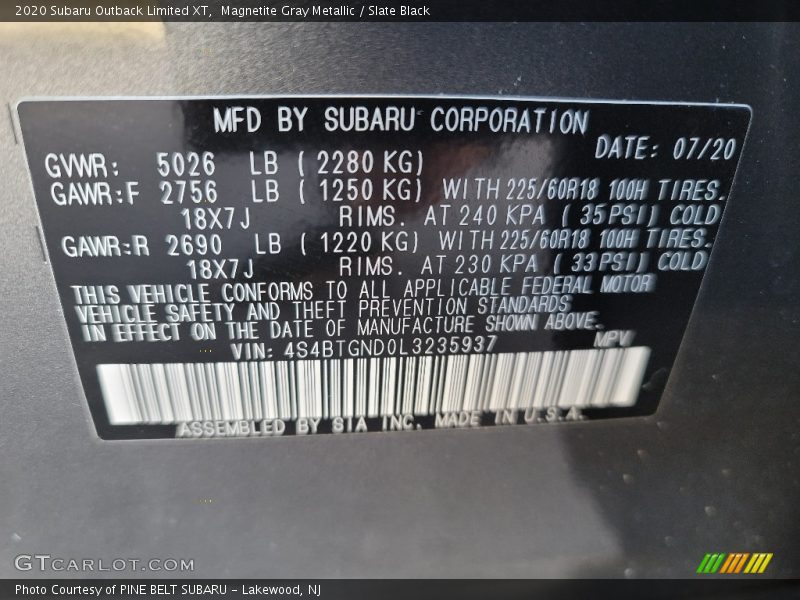 2020 Subaru Outback Limited XT, Magnetite Gray Metallic / Slate Black
MFD BY SUBARU CORPORATION
DATE: 07/20
GVWR: 5026 LB (2280 KG)
GAWR:F 2756 LB (1250 KG) WITH 225/60R18 100H TIRES.
18X7J RIMS. AT 240 KPA (35PSI) COLD
GAWR:R 2690 LB (1220 KG) WITH 225/60R18 100H TIRES.
18X7J RIMS. AT 230 KPA (33PSI) COLD
THIS VEHICLE CONFORMS TO ALL APPLICABLE FEDERAL MOTOR
VEHICLE SAFETY AND THEFT PREVENTION STANDARDS
IN EFFECT ON THE DATE OF MANUFACTURE SHOWN ABOVE.
VIN: 4S4BTGND0L3235937 MPV
ASSEMBLED BY SIA INC. MADE IN U.S.A.
GTCARLOT.COM
Photo Courtesy of PINE BELT SUBARU - Lakewood, NJ